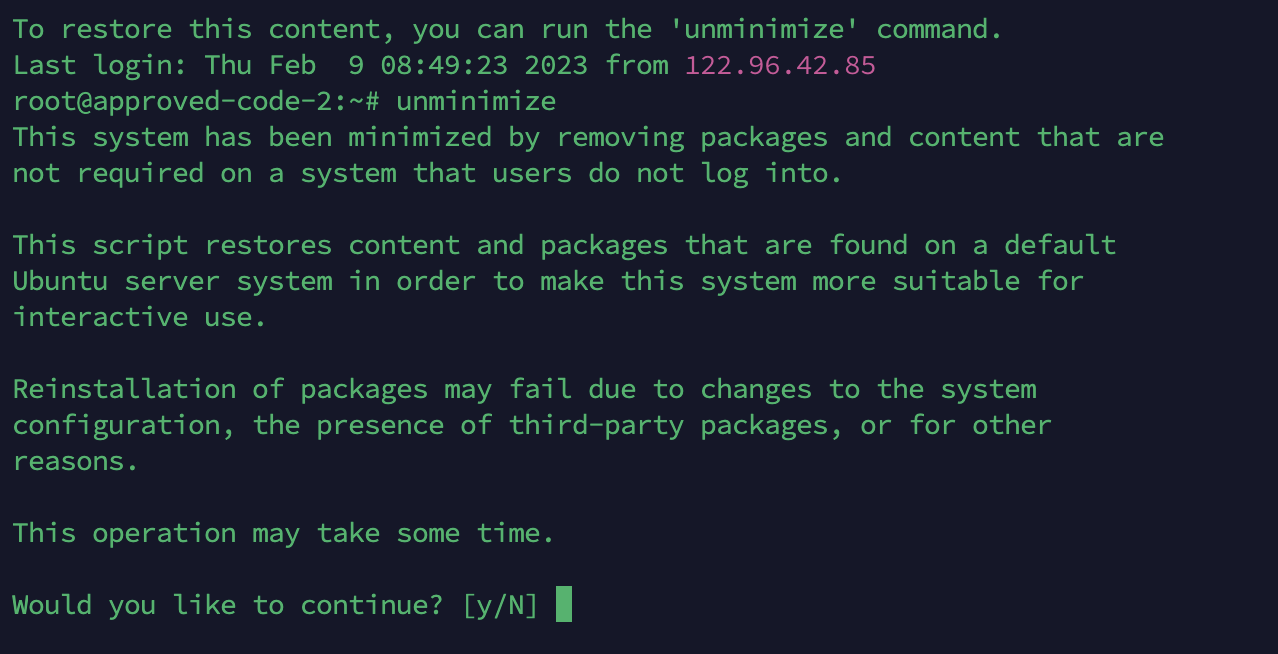 To restore this content, you can run the 'unminimize' command.
Last login: Thu Feb  9 08:49:23 2023 from 122.96.42.85
root@approved-code-2:~# unminimize
This system has been minimized by removing packages and content that are
not required on a system that users do not log into.
This script restores content and packages that are found on a default
Ubuntu server system in order to make this system more suitable for
interactive use.
Reinstallation of packages may fail due to changes to the system
configuration, the presence of third-party packages, or for other
reasons.
This operation may take some time.
Would you like to continue? [y/N]